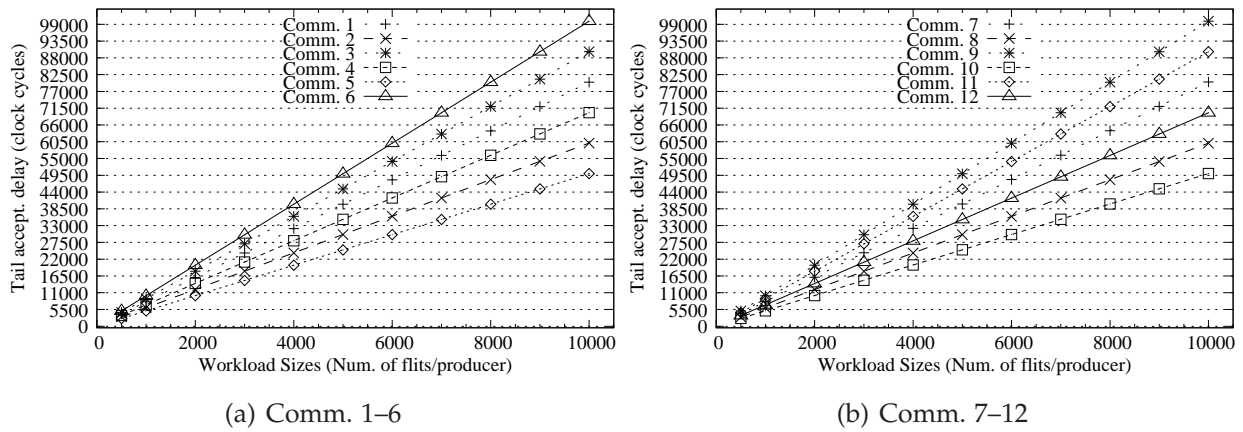 99000
93500
88000
82500
77000
71500
66000
60500
55000
49500
44000
38500
33000
27500
22000
16500
11000
5500
0
Tail accept. delay (clock cycles)
Comm. 1
Comm. 2
Comm. 3
Comm. 4
Comm. 5
Comm. 6
0 2000 4000 6000 8000 10000
Workload Sizes (Num. of flits/producer)
(a) Comm. 1–6
99000
93500
88000
82500
77000
71500
66000
60500
55000
49500
44000
38500
33000
27500
22000
16500
11000
5500
0
Tail accept. delay (clock cycles)
Comm. 7
Comm. 8
Comm. 9
Comm. 10
Comm. 11
Comm. 12
0 2000 4000 6000 8000 10000
Workload Sizes (Num. of flits/producer)
(b) Comm. 7–12